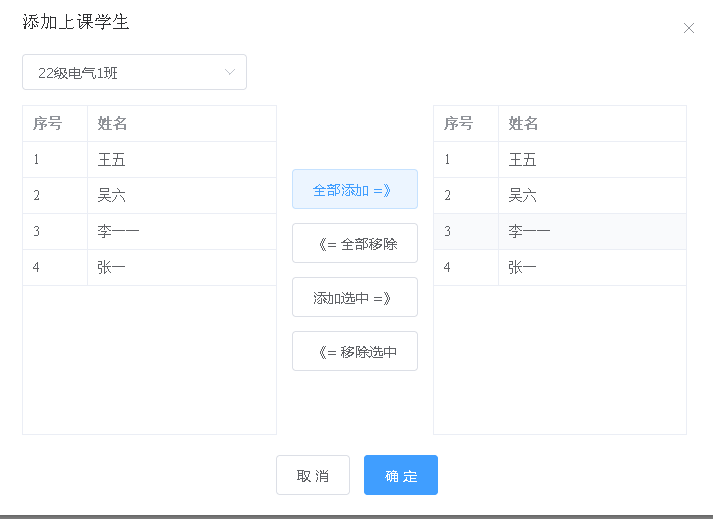 添加上课学生
22级电气1班
序号 姓名
1 王五
2 吴六
3 李一一
4 张一
全部添加 =》
《= 全部移除
添加选中 =》
《= 移除选中
序号 姓名
1 王五
2 吴六
3 李一一
4 张一
取 消
确 定